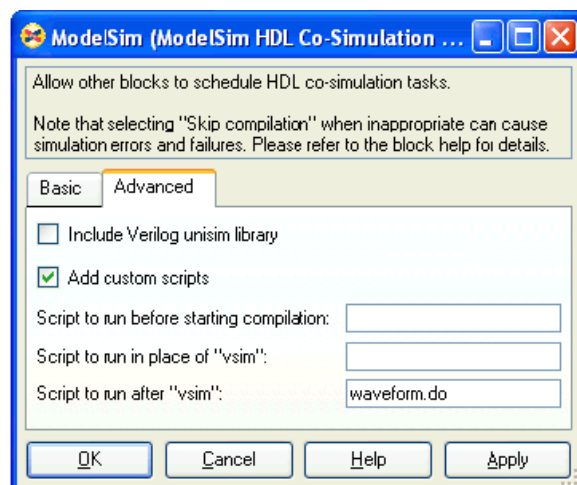 ModelSim (ModelSim HDL Co-Simulation ...
Allow other blocks to schedule HDL co-simulation tasks.
Note that selecting "Skip compilation" when inappropriate can cause
simulation errors and failures. Please refer to the block help for details.
Basic Advanced
Include Verilog unisim library
Add custom scripts
Script to run before starting compilation:
Script to run in place of "vsim":
Script to run after "vsim": waveform.do
OK Cancel Help Apply